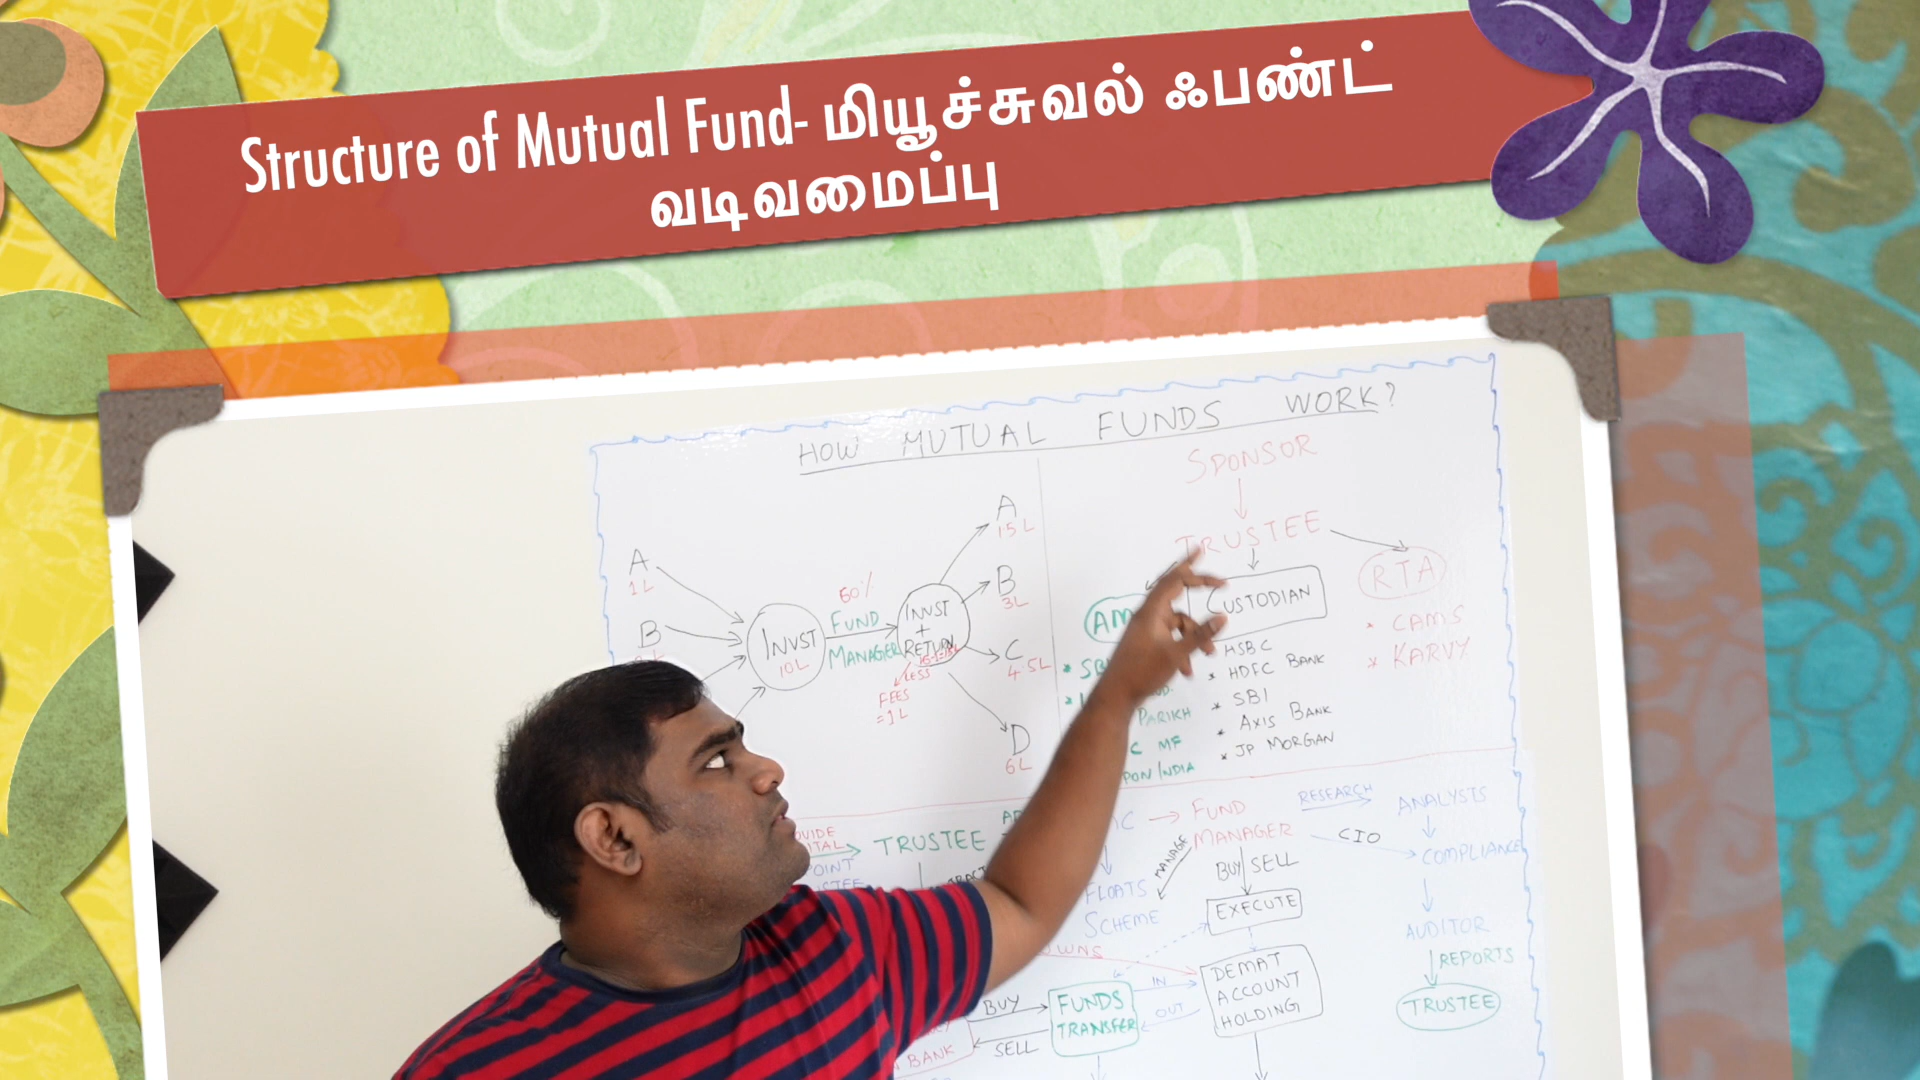 Structure of Mutual Fund- மியூச்சுவல் ஃபண்ட்
வடிவமைப்பு
HOW MUTUAL FUNDS WORK?
A
1L
B
INVST
10L
60%
FUND
MANAGER
INVST
+
RETURN
LESS
FEES
=1L
A
15L
B
3L
C
4.5L
D
6L
SPONSOR
TRUSTEE
CUSTODIAN
* HSBC
* HDFC BANK
* SBI
* AXIS BANK
* JP MORGAN
RTA
* CAMS
* KARVY
PARIKH
MF
INDIA
TRUSTEE
FUND
MANAGER
MANAGE
RESEARCH
ANALYSTS
CIO
COMPLIANCE
AUDITOR
REPORTS
TRUSTEE
BUY SELL
EXECUTE
FLOATS
SCHEME
DEMAT
ACCOUNT
HOLDING
IN
OUT
BUY
FUNDS
TRANSFER
SELL
BANK